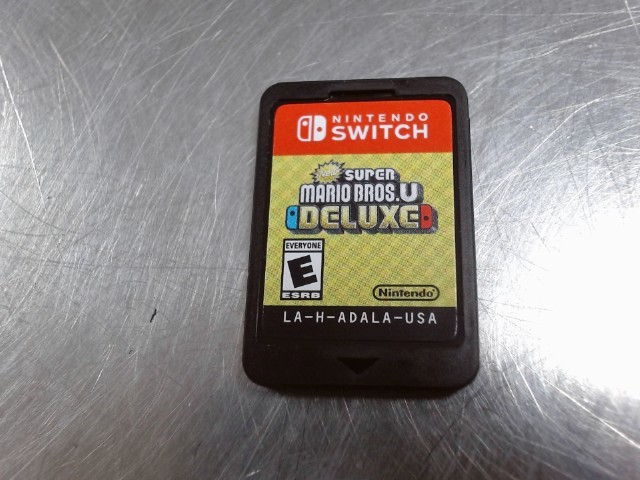 NINTENDO
SWITCH
New SUPER
MARIO BROS. U
DELUXE
EVERYONE
E
ESRB
Nintendo
LA-H-ADALA-USA